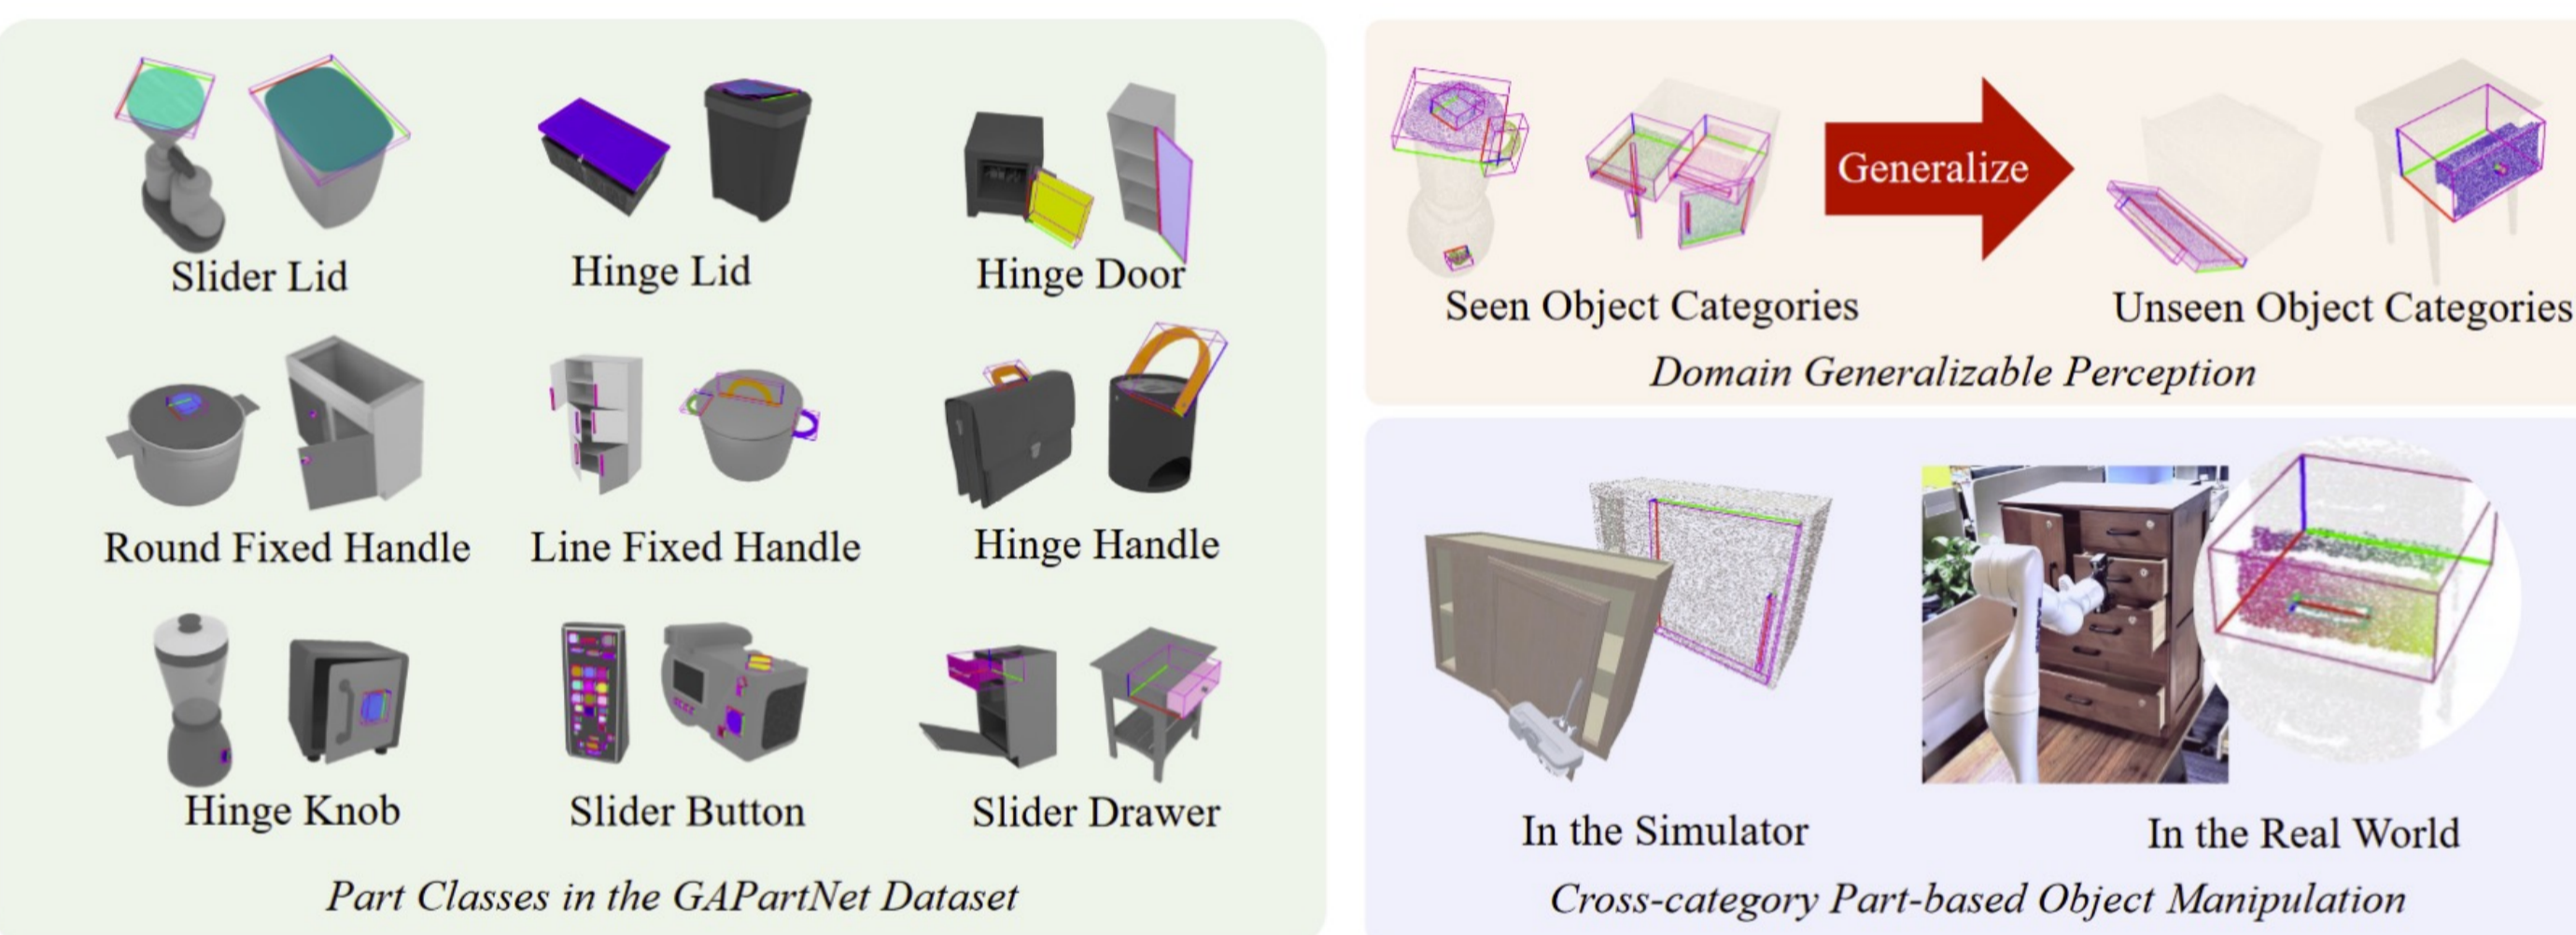 Slider Lid
Hinge Lid
Hinge Door
Round Fixed Handle
Line Fixed Handle
Hinge Handle
Hinge Knob
Slider Button
Slider Drawer
Part Classes in the GAPartNet Dataset
Generalize
Seen Object Categories
Unseen Object Categories
Domain Generalizable Perception
In the Simulator
In the Real World
Cross-category Part-based Object Manipulation